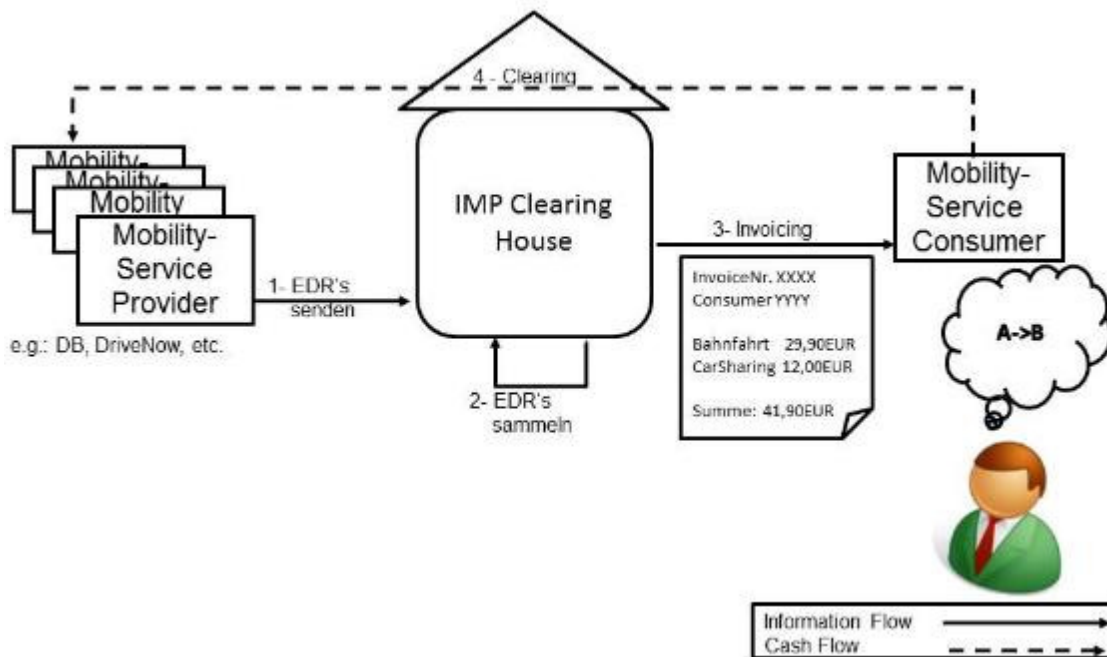 4 - Clearing
Mobility-
Mobility-
Mobility
Mobility-
Service
Provider
e.g.: DB, DriveNow, etc.
1- EDR's
senden
IMP Clearing
House
2- EDR's
sammeln
3- Invoicing
InvoiceNr. XXXX
Consumer YYYY
Bahnfahrt 29,90EUR
CarSharing 12,00EUR
Summe: 41,90EUR
Mobility-
Service
Consumer
A->B
Information Flow
Cash Flow